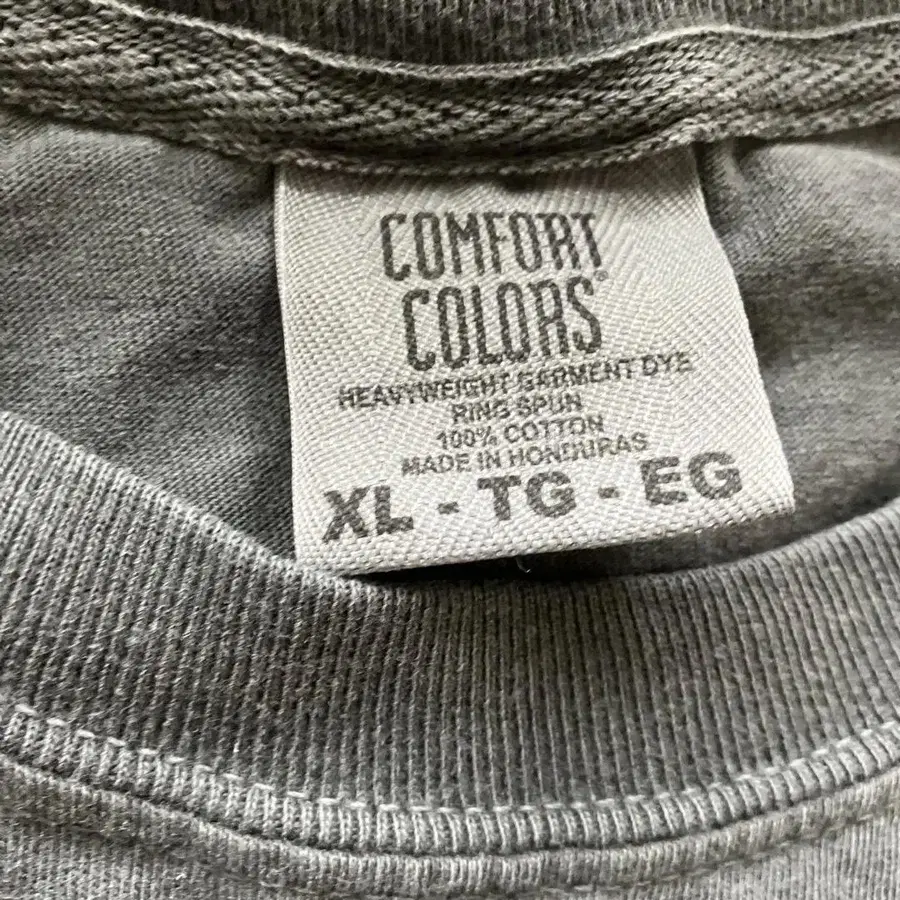 COMFORT
COLORS®
HEAVYWEIGHT GARMENT DYE
RING SPUN
100% COTTON
MADE IN HONDURAS
XL - TG - EG